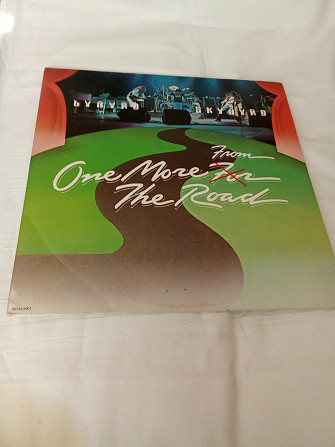 LYNYRD SKYNYRD
From
One More For
The Road